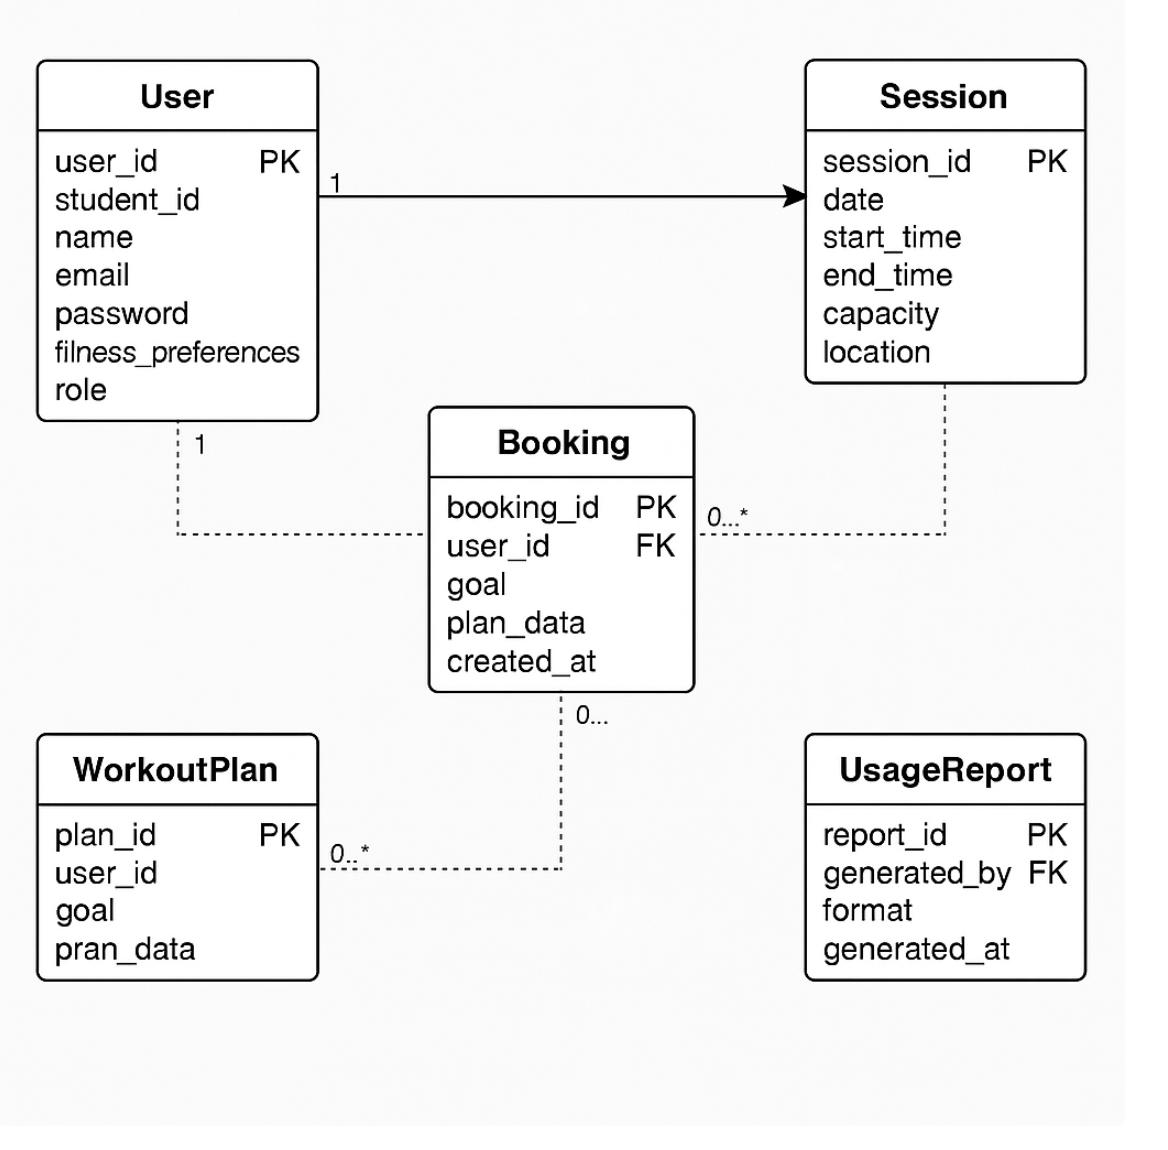 User
user_id PK
student_id
name
email
password
filness_preferences
role
1
1
Session
session_id PK
date
start_time
end_time
capacity
location
Booking
booking_id PK
user_id FK
goal
plan_data
created_at
0...*
0...
WorkoutPlan
plan_id PK
user_id
goal
pran_data
0..*
UsageReport
report_id PK
generated_by FK
format
generated_at